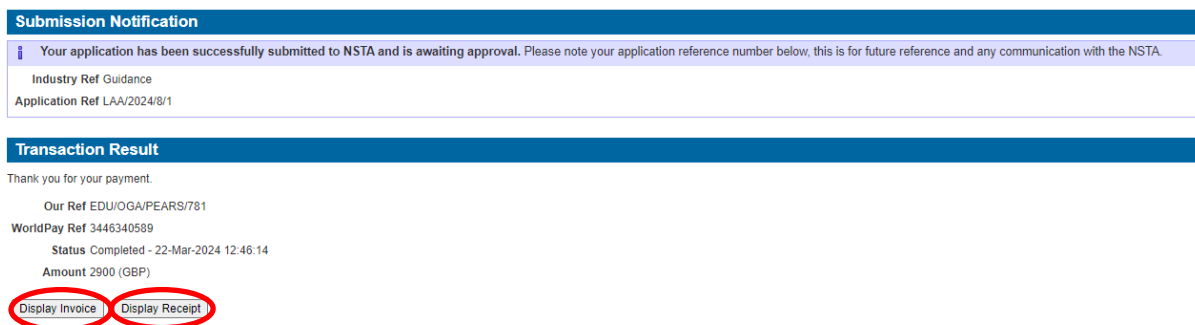 Submission Notification
Your application has been successfully submitted to NSTA and is awaiting approval. Please note your application reference number below, this is for future reference and any communication with the NSTA.
Industry Ref Guidance
Application Ref LAA/2024/8/1
Transaction Result
Thank you for your payment.
Our Ref EDU/OGA/PEARS/781
WorldPay Ref 3446340589
Status Completed - 22-Mar-2024 12:46:14
Amount 2900 (GBP)
Display Invoice Display Receipt